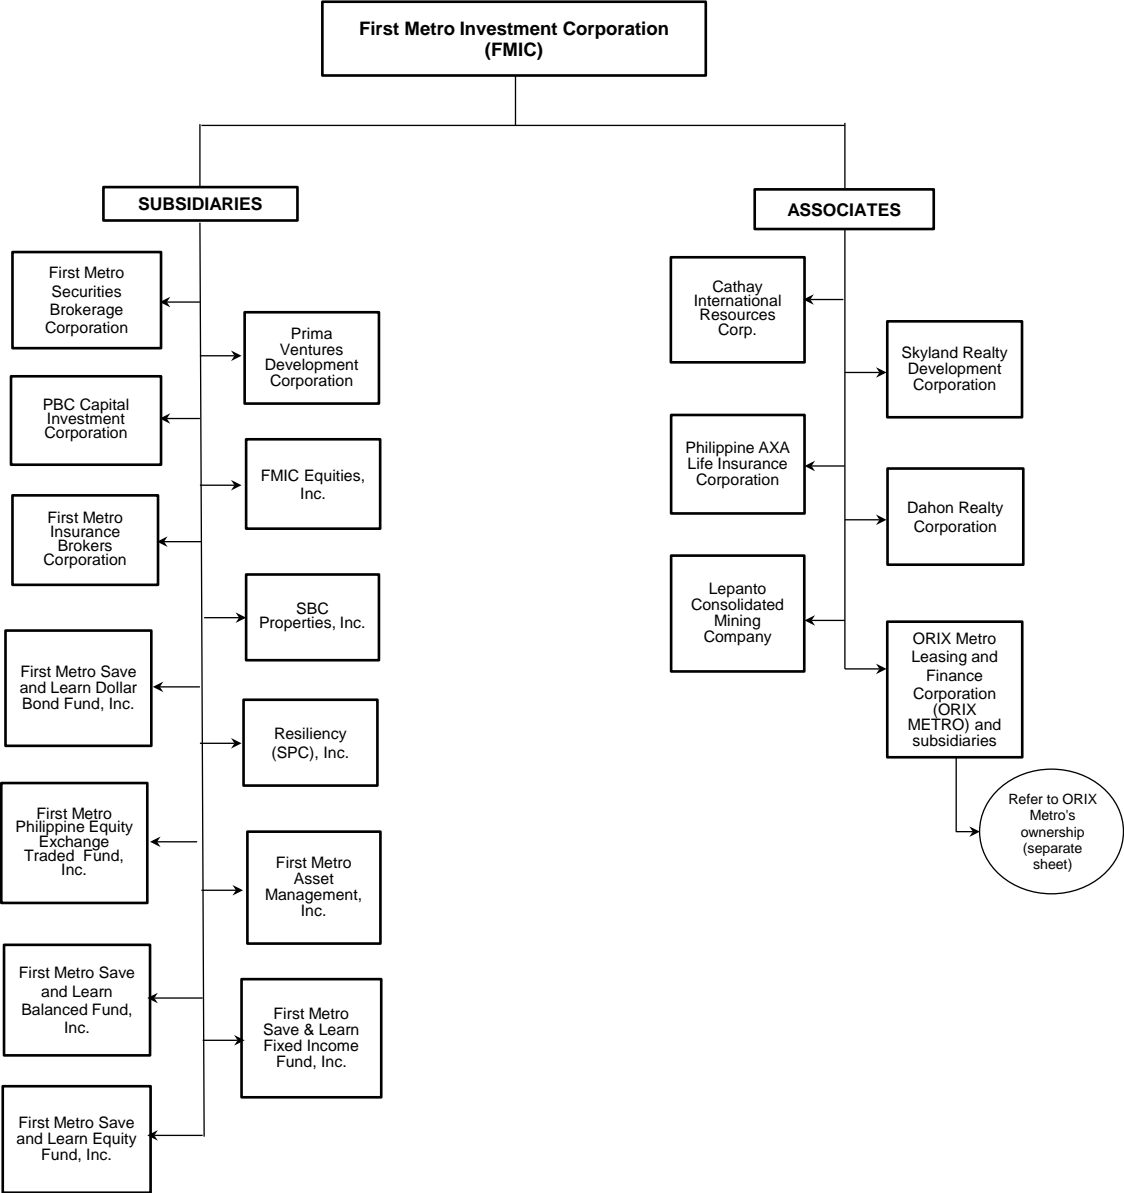 First Metro Investment Corporation
(FMIC)
SUBSIDIARIES
First Metro
Securities
Brokerage
Corporation
Prima
Ventures
Development
Corporation
PBC Capital
Investment
Corporation
FMIC Equities,
Inc.
First Metro
Insurance
Brokers
Corporation
SBC
Properties, Inc.
First Metro Save
and Learn Dollar
Bond Fund, Inc.
Resiliency
(SPC), Inc.
First Metro
Philippine Equity
Exchange
Traded Fund,
Inc.
First Metro
Asset
Management,
Inc.
First Metro Save
and Learn
Balanced Fund,
Inc.
First Metro
Save & Learn
Fixed Income
Fund, Inc.
First Metro Save
and Learn Equity
Fund, Inc.
ASSOCIATES
Cathay
International
Resources
Corp.
Skyland Realty
Development
Corporation
Philippine AXA
Life Insurance
Corporation
Dahon Realty
Corporation
Lepanto
Consolidated
Mining
Company
ORIX Metro
Leasing and
Finance
Corporation
(ORIX
METRO) and
subsidiaries
Refer to ORIX
Metro's
ownership
(separate
sheet)